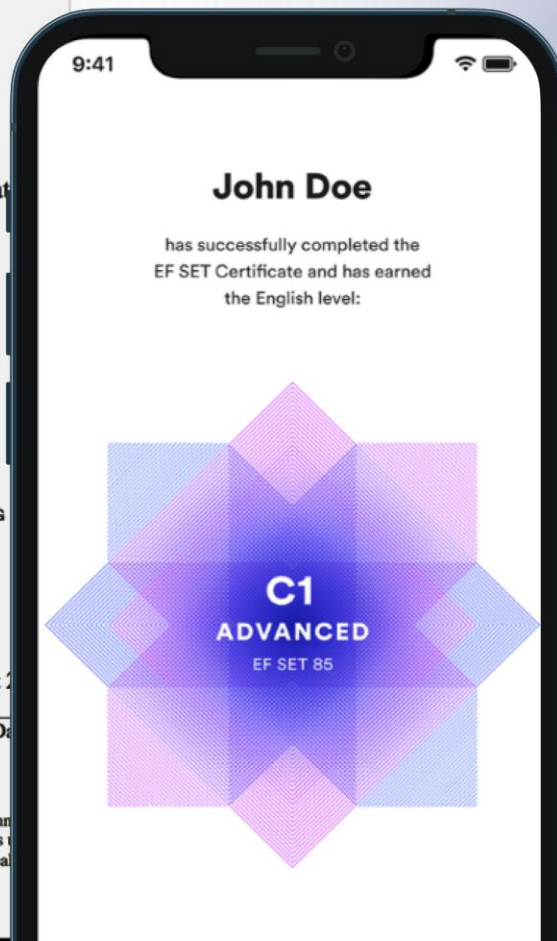 9:41
John Doe
has successfully completed the
EF SET Certificate and has earned
the English level:
C1
ADVANCED
EF SET 85